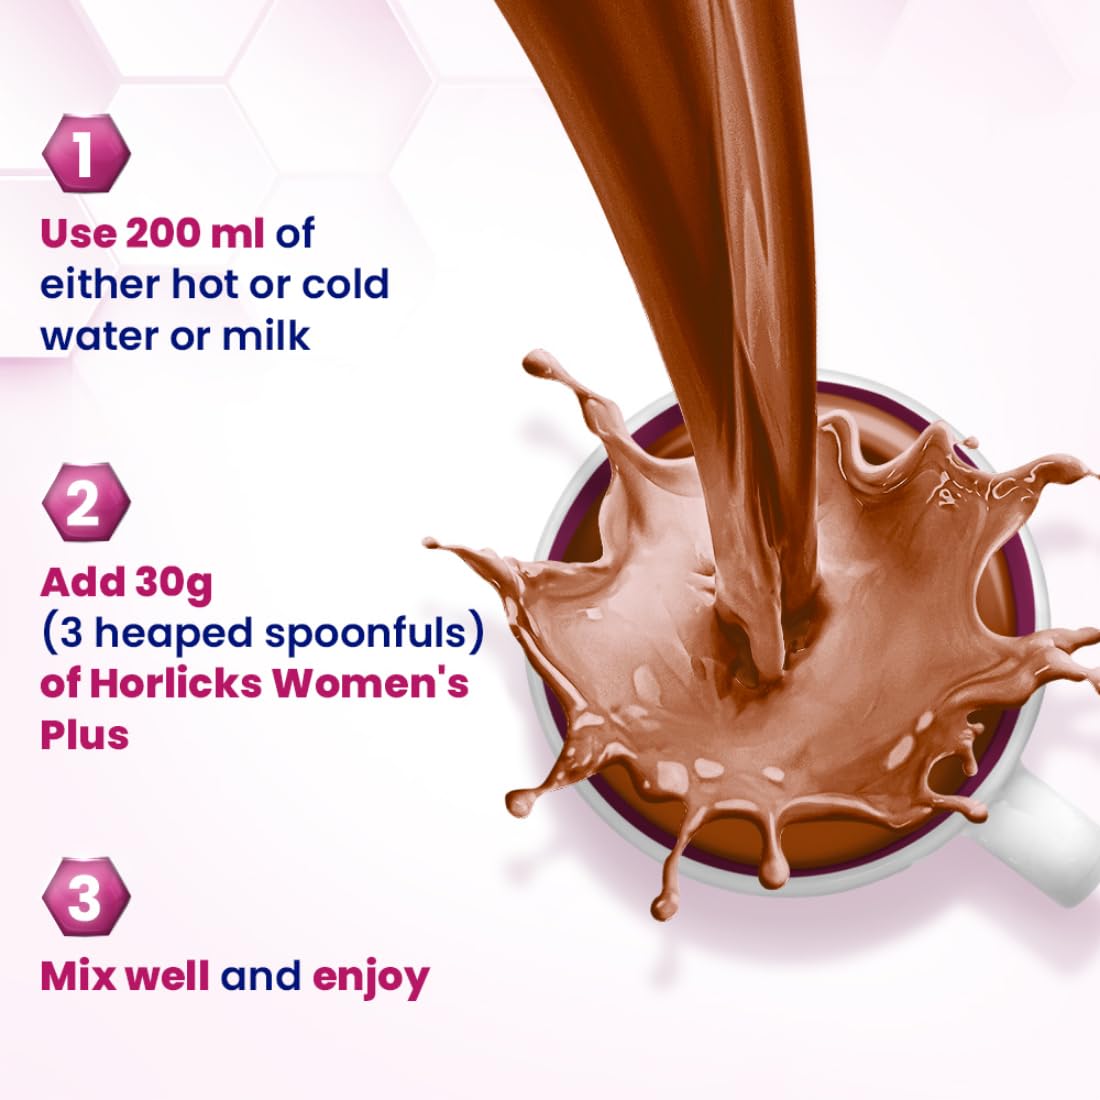 1
Use 200 ml of
either hot or cold
water or milk
2
Add 30g
(3 heaped spoonfuls)
of Horlicks Women's
Plus
3
Mix well and enjoy